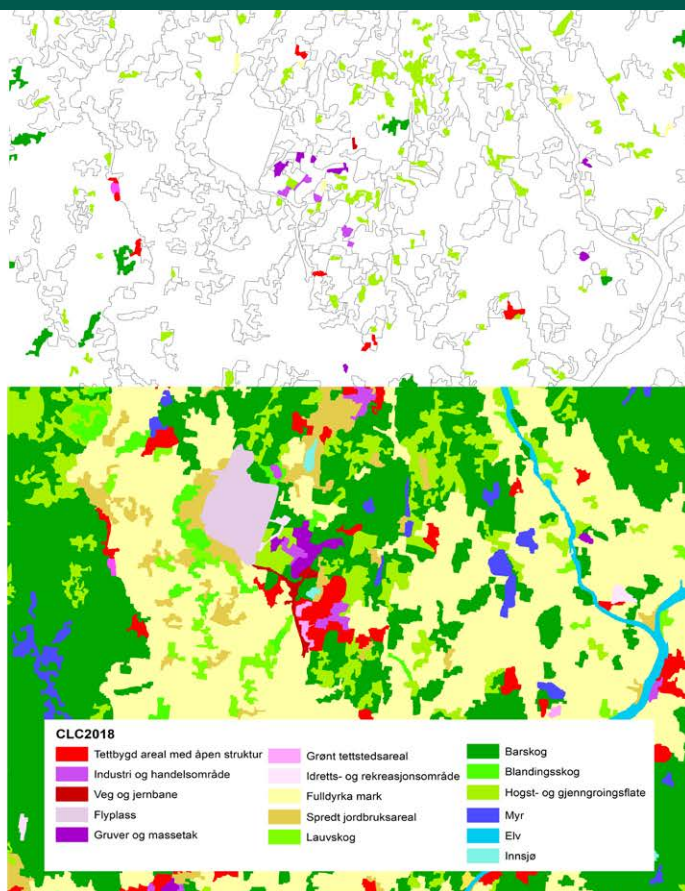 CLC2018
Tettbygd areal med åpen struktur
Industri og handelsområde
Veg og jernbane
Flyplass
Gruver og massetak
Grønt tettstedsareal
Idretts- og rekreasjonsområde
Fulldyrka mark
Spredt jordbruksareal
Lauvskog
Barskog
Blandingsskog
Hogst- og gjenngroingsflate
Myr
Elv
Innsjø